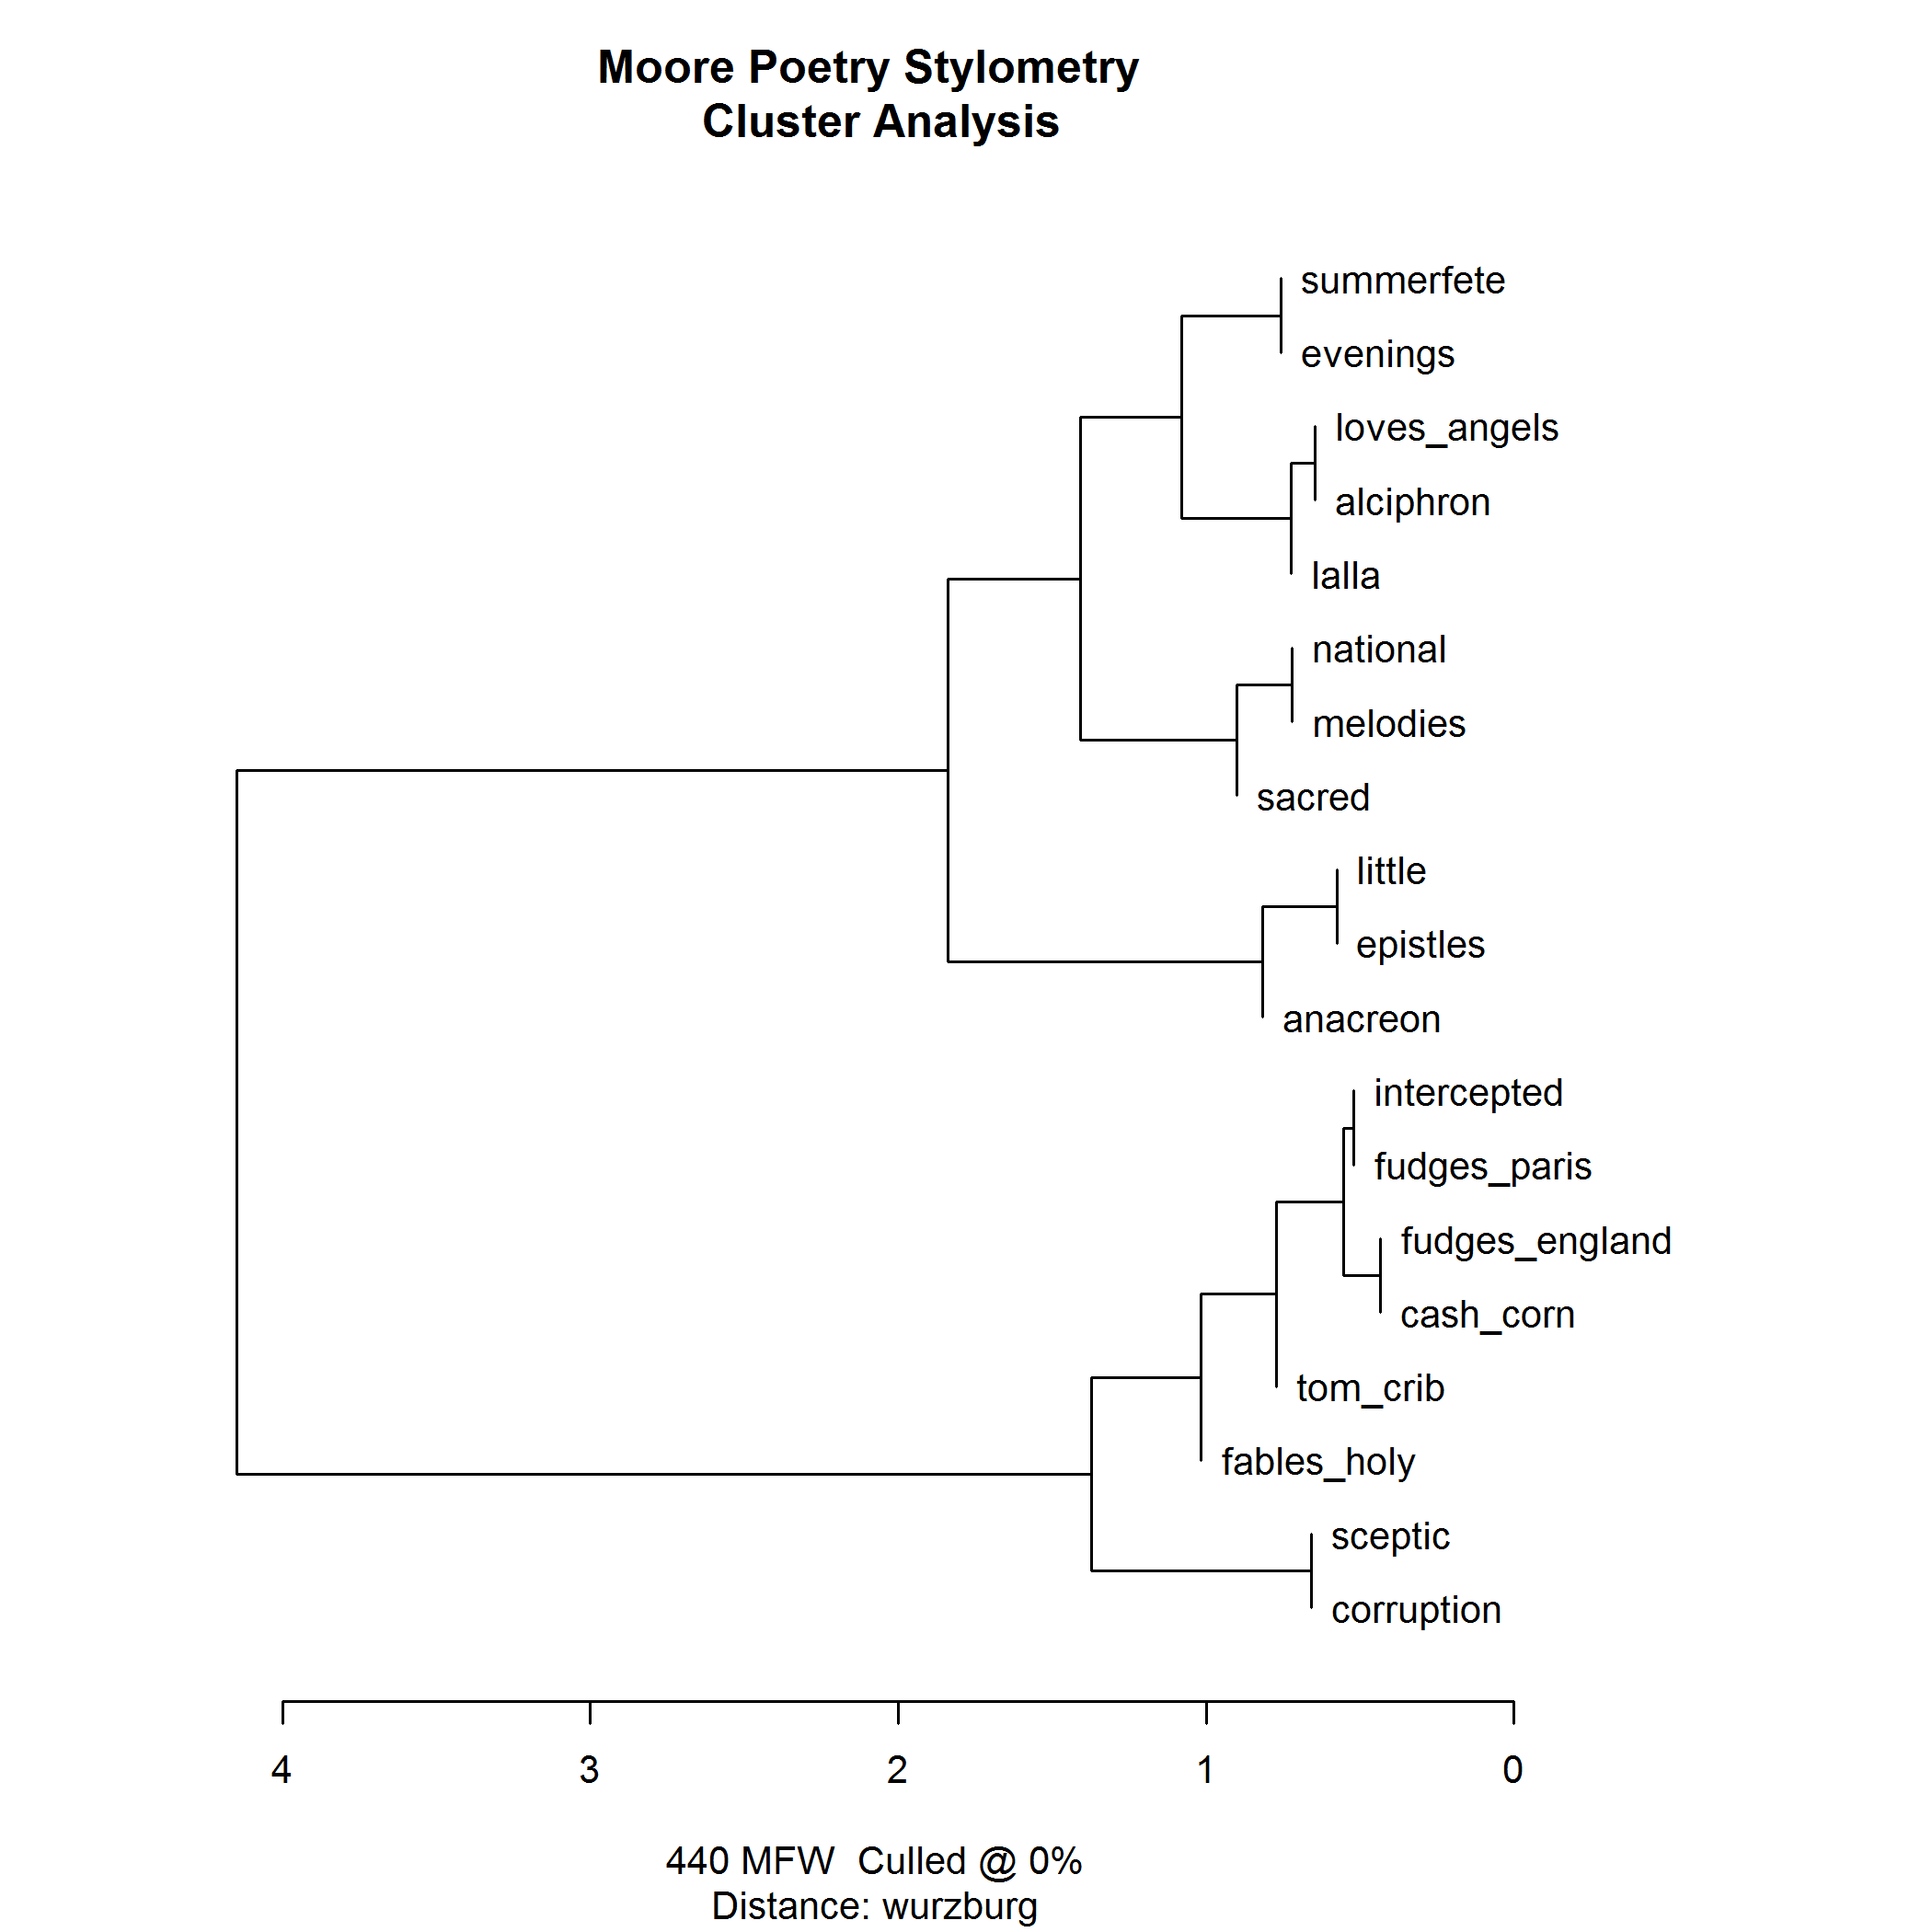 Moore Poetry Stylometry
Cluster Analysis
summerfete
evenings
loves_angels
alciphron
lalla
national
melodies
sacred
little
epistles
anacreon
intercepted
fudges_paris
fudges_england
cash_corn
tom_crib
fables_holy
sceptic
corruption
4 3 2 1 0
440 MFW  Culled @ 0%
Distance: wurzburg